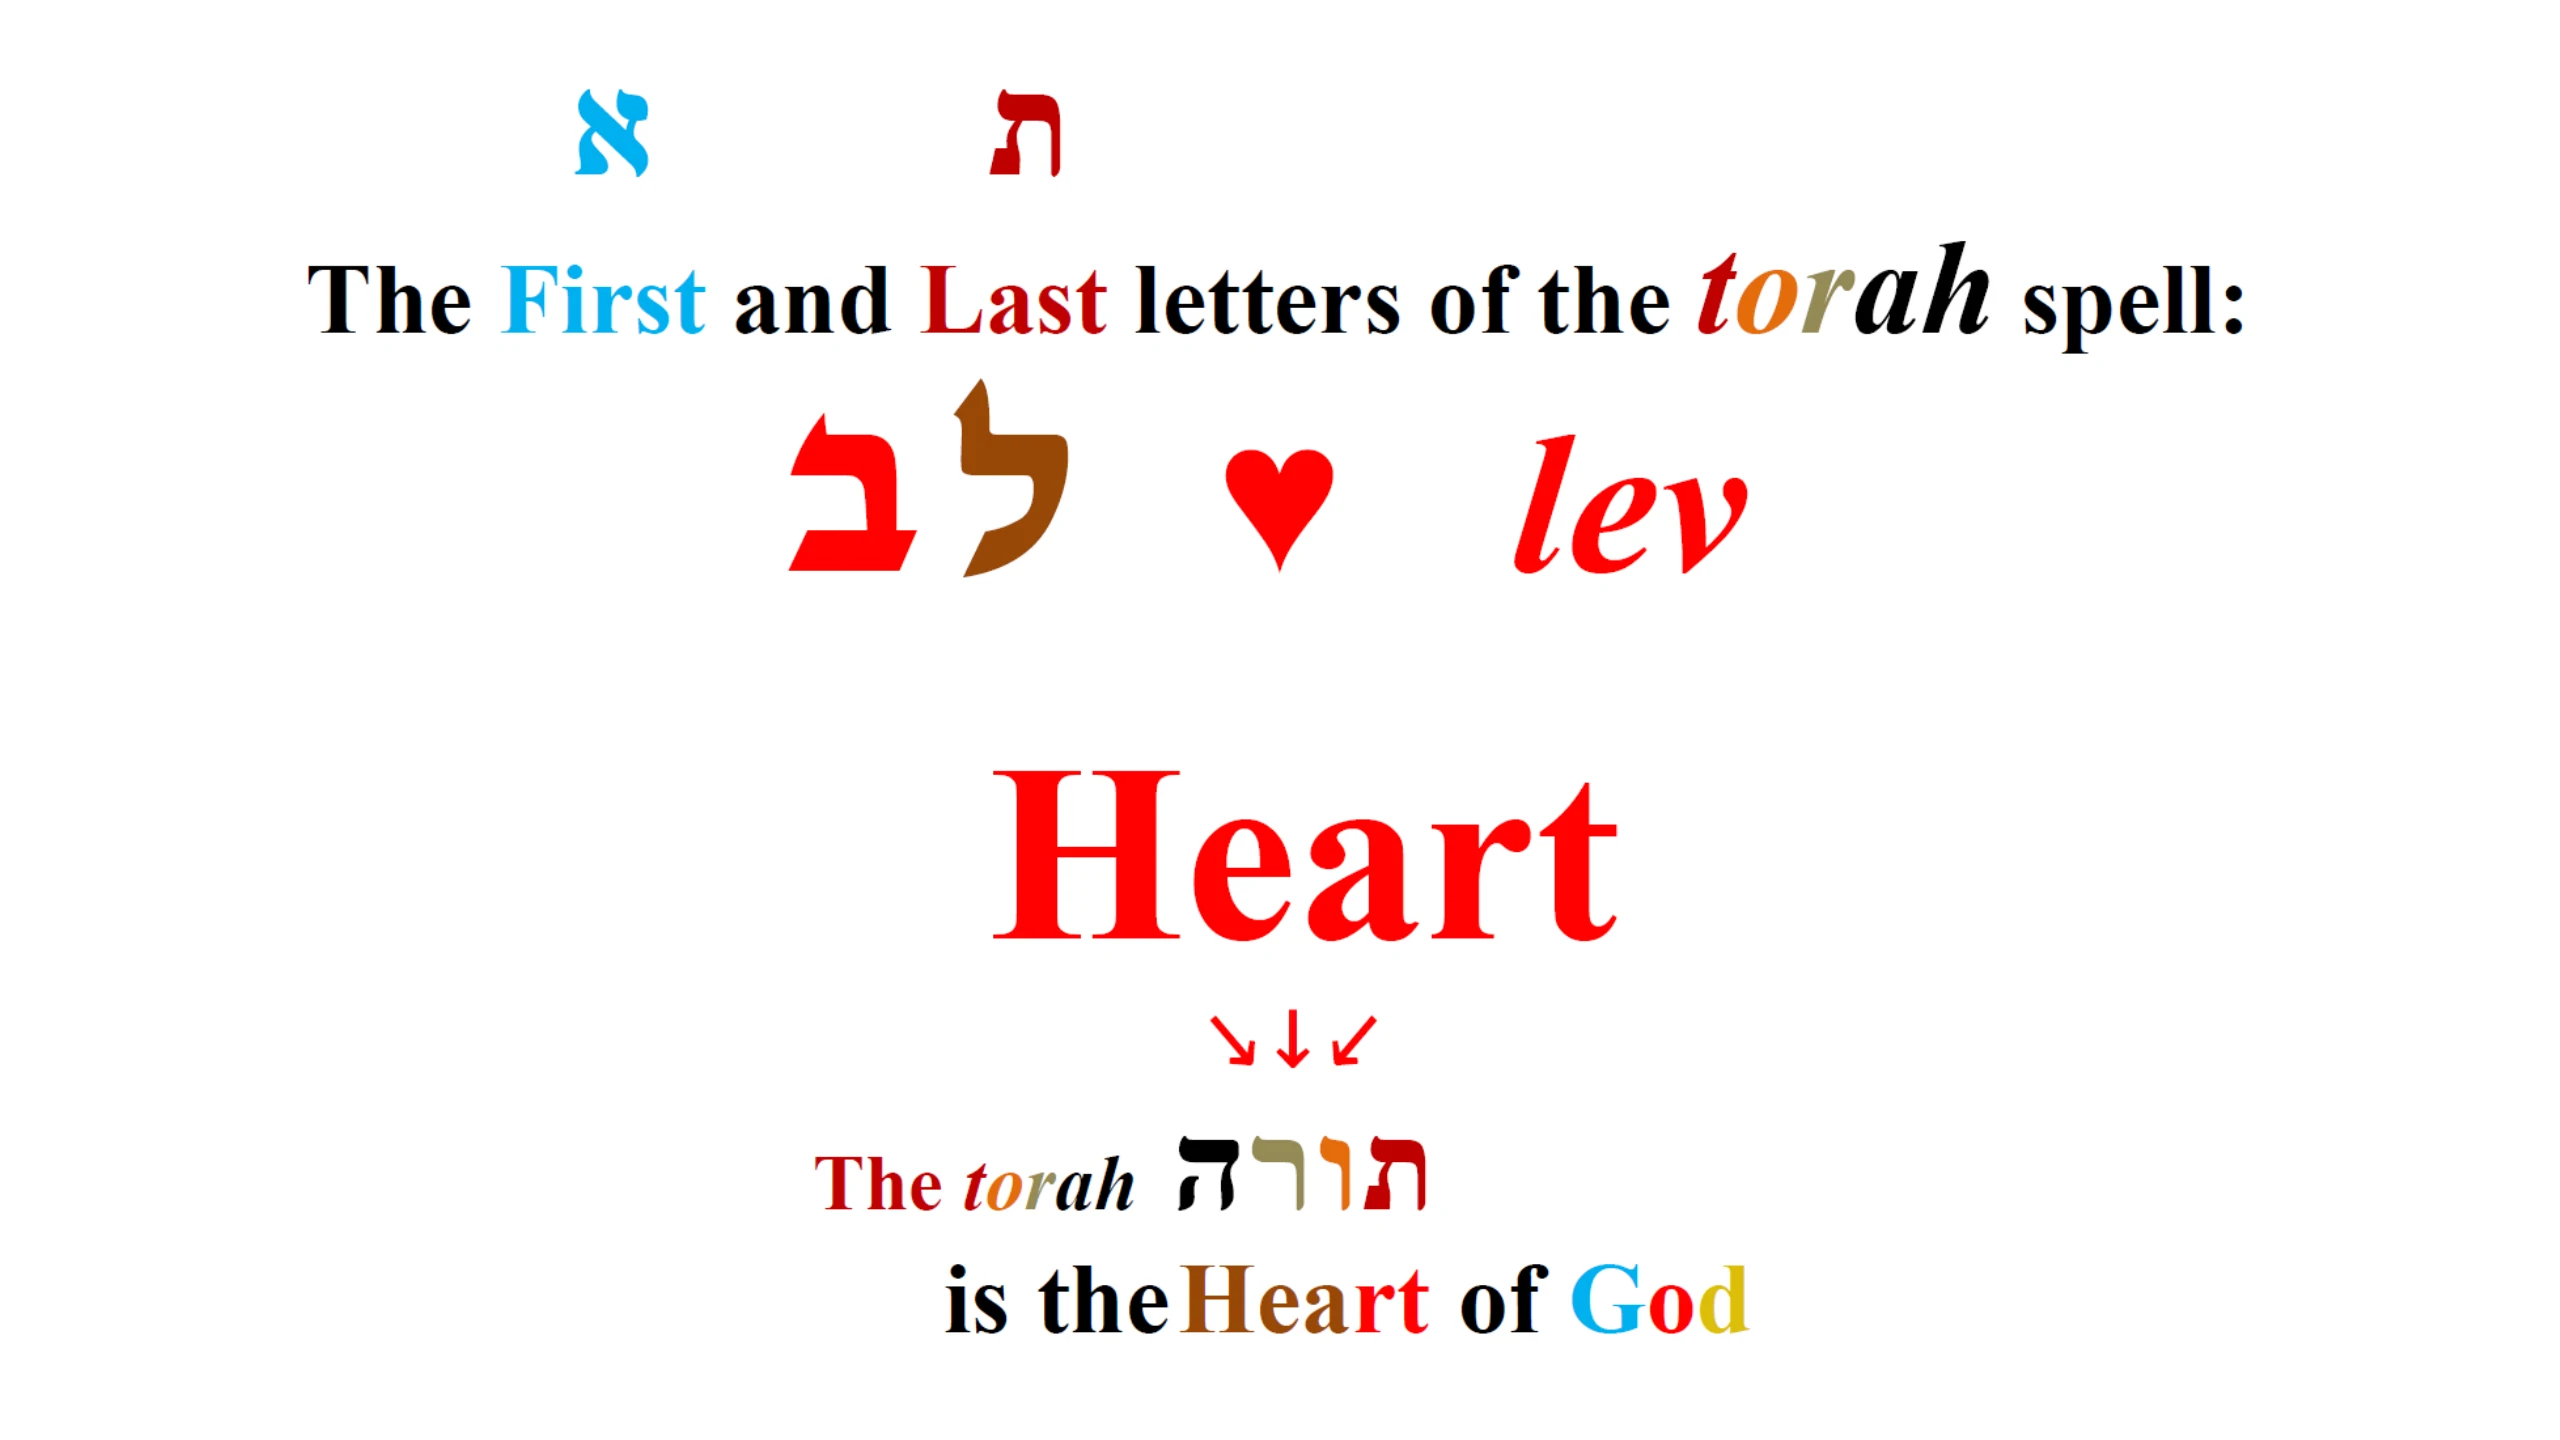 א ת
The First and Last letters of the torah spell:
לב ♥ lev
Heart
↘↓↙
The torah תורה
is the Heart of God